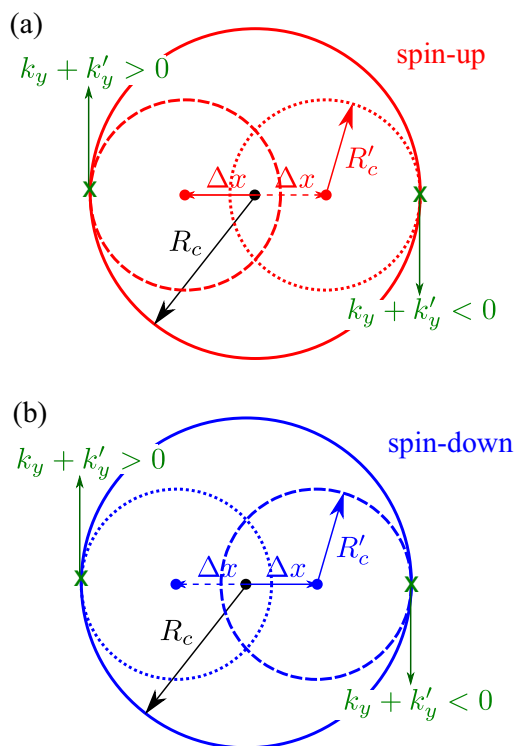 (a)
spin-up
k_y + k'_y > 0
Δx Δx
R'_c
R_c
k_y + k'_y < 0
(b)
spin-down
k_y + k'_y > 0
Δx Δx
R'_c
R_c
k_y + k'_y < 0